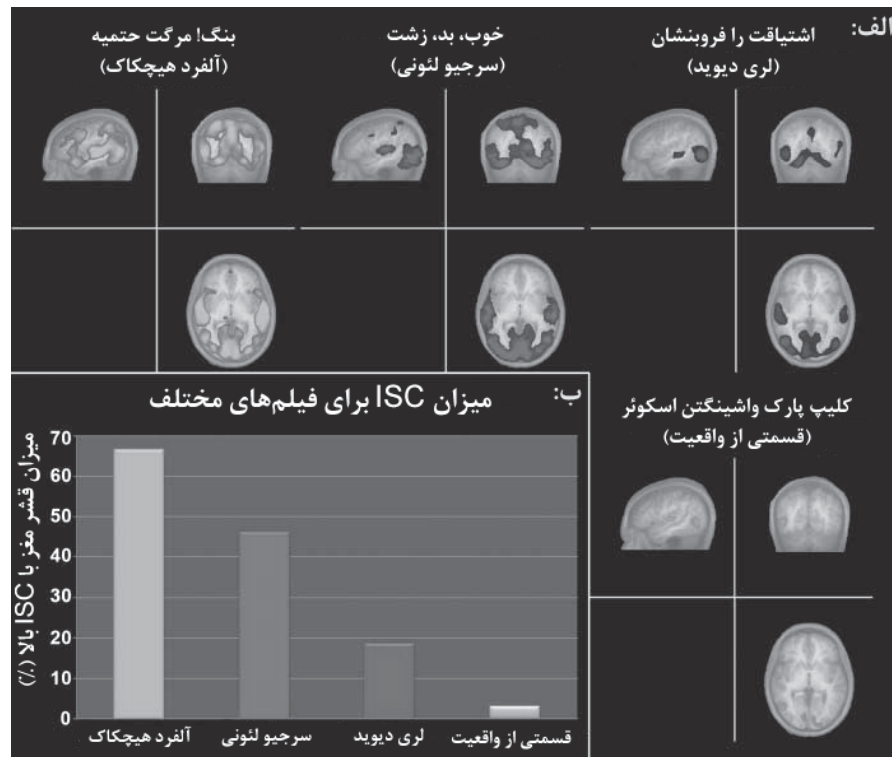 الف:
اشتیاقت را فروبنشان
(لری دیوید)
خوب، بد، زشت
(سرجیو لئونی)
بنگ! مرگت حتمیه
(آلفرد هیچکاک)
کلیپ پارک واشینگتن اسکوئر
(قسمتی از واقعیت)
ب:
میزان ISC برای فیلم‌های مختلف
میزان قشر مغز با ISC بالا (%)
70
60
50
40
30
20
10
0
آلفرد هیچکاک
سرجیو لئونی
لری دیوید
قسمتی از واقعیت